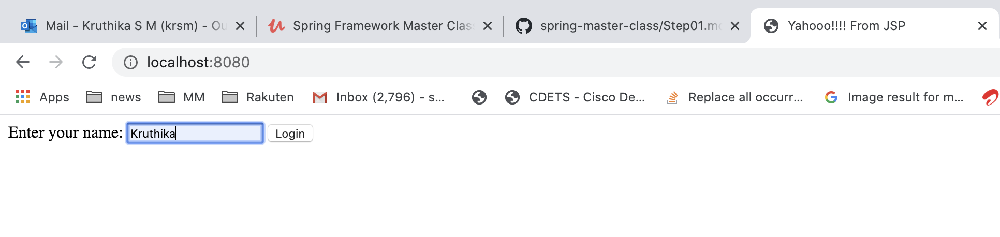 Mail - Kruthika S M (krsm) - Ou Spring Framework Master Clas spring-master-class/Step01.m Yahooo!!!! From JSP
localhost:8080
Apps news MM Rakuten Inbox (2,796) - s... CDETS - Cisco De... Replace all occurr... Image result for m...
Enter your name: Kruthika Login